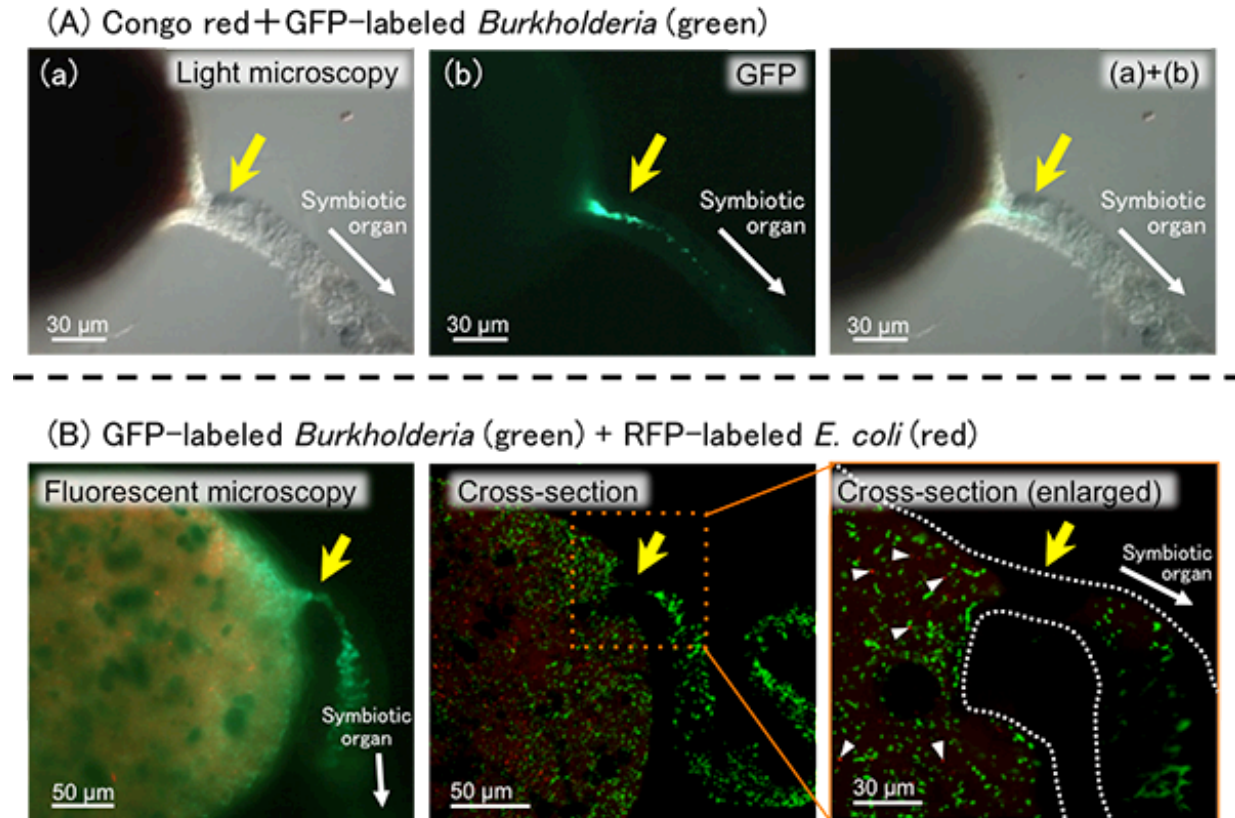 (A) Congo red＋GFP-labeled Burkholderia (green)
(a) Light microscopy
(b) GFP
(a)+(b)
Symbiotic
organ
Symbiotic
organ
Symbiotic
organ
30 µm
30 µm
30 µm
(B) GFP-labeled Burkholderia (green) + RFP-labeled E. coli (red)
Fluorescent microscopy
Cross-section
Cross-section (enlarged)
Symbiotic
organ
Symbiotic
organ
50 µm
50 µm
30 µm